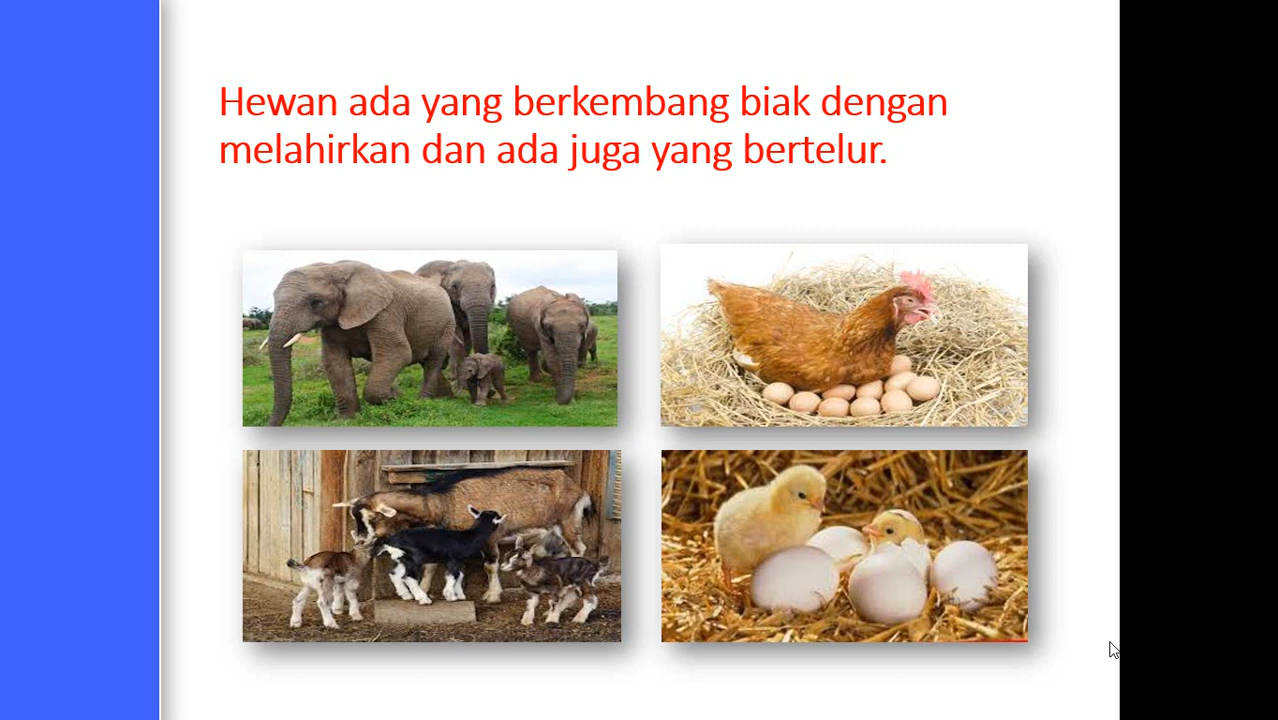 Hewan ada yang berkembang biak dengan
melahirkan dan ada juga yang bertelur.